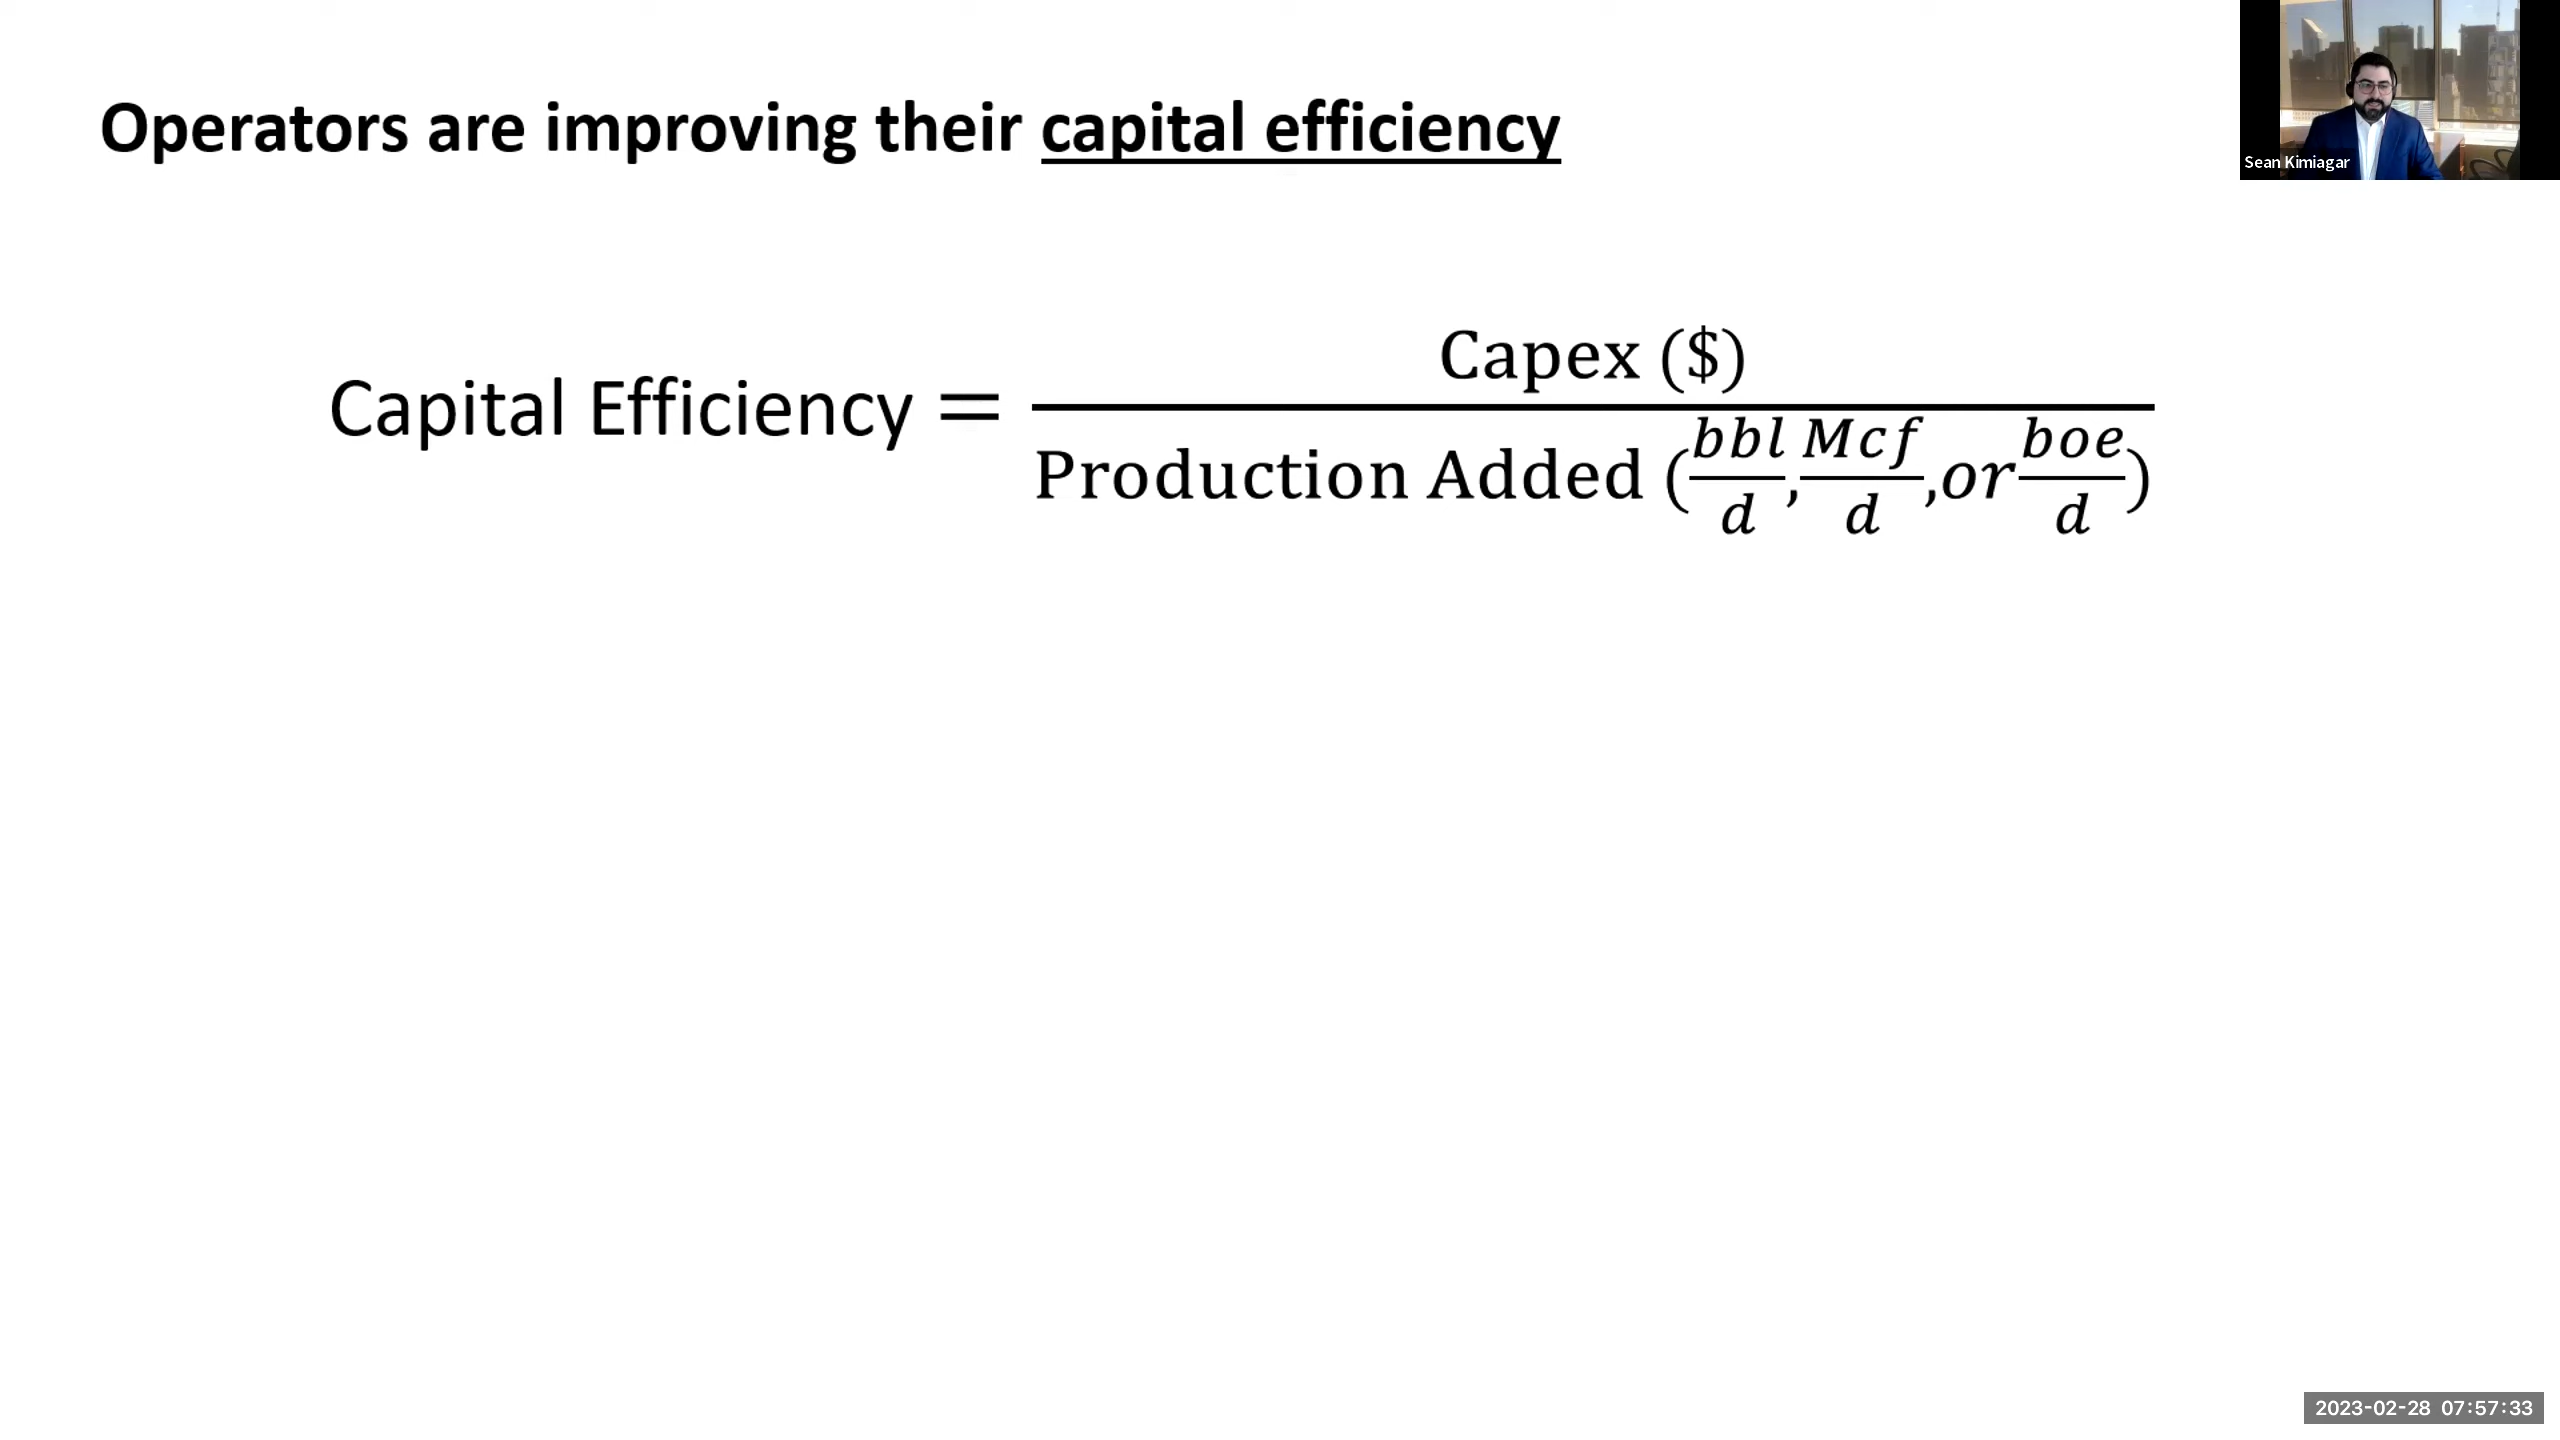 Operators are improving their capital efficiency
Sean Kimiagar
Capital Efficiency = Capex ($) / Production Added (bbl/d, Mcf/d, or boe/d)
2023-02-28 07:57:33